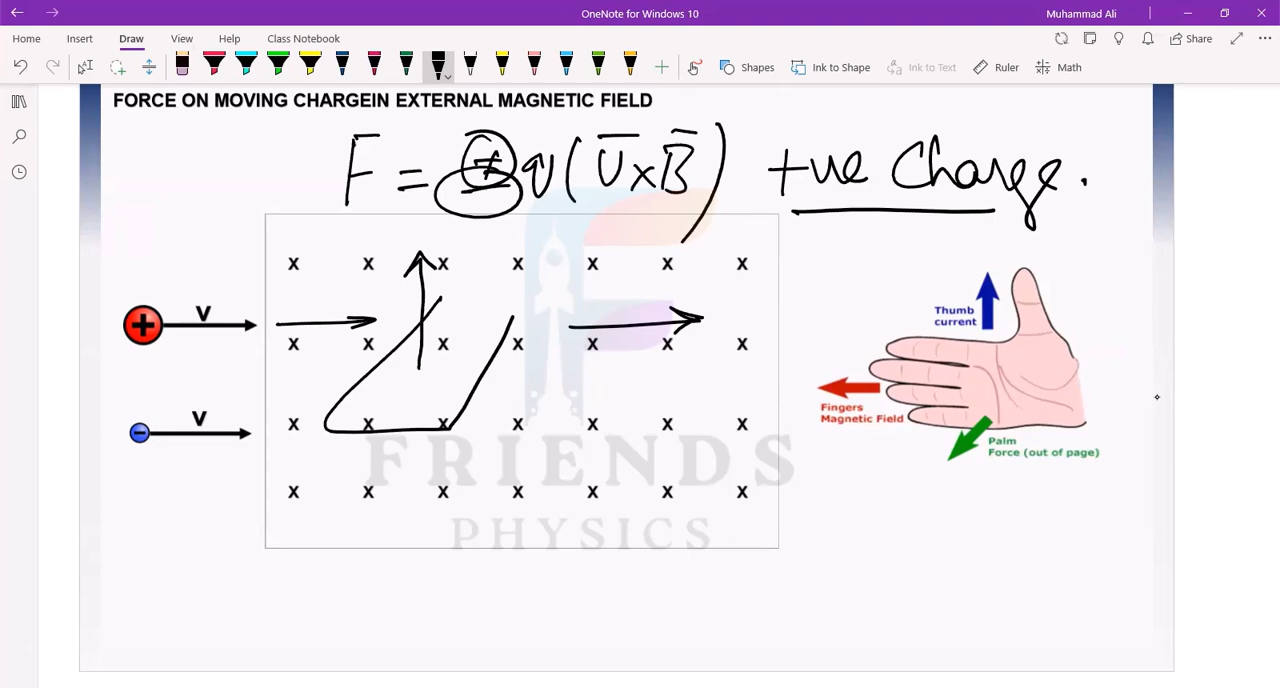 OneNote for Windows 10
Muhammad Ali
Home Insert Draw View Help Class Notebook
Share
Shapes
Ink to Shape
Ink to Text
Ruler
Math
FORCE ON MOVING CHARGEIN EXTERNAL MAGNETIC FIELD
+ve Charge.
X X X X X X X
V
+
X X X X X X X
V
-
X X X X X X X
X X X X X X X
Thumb
current
Fingers
Magnetic Field
Palm
Force (out of page)
FRIENDS
PHYSICS